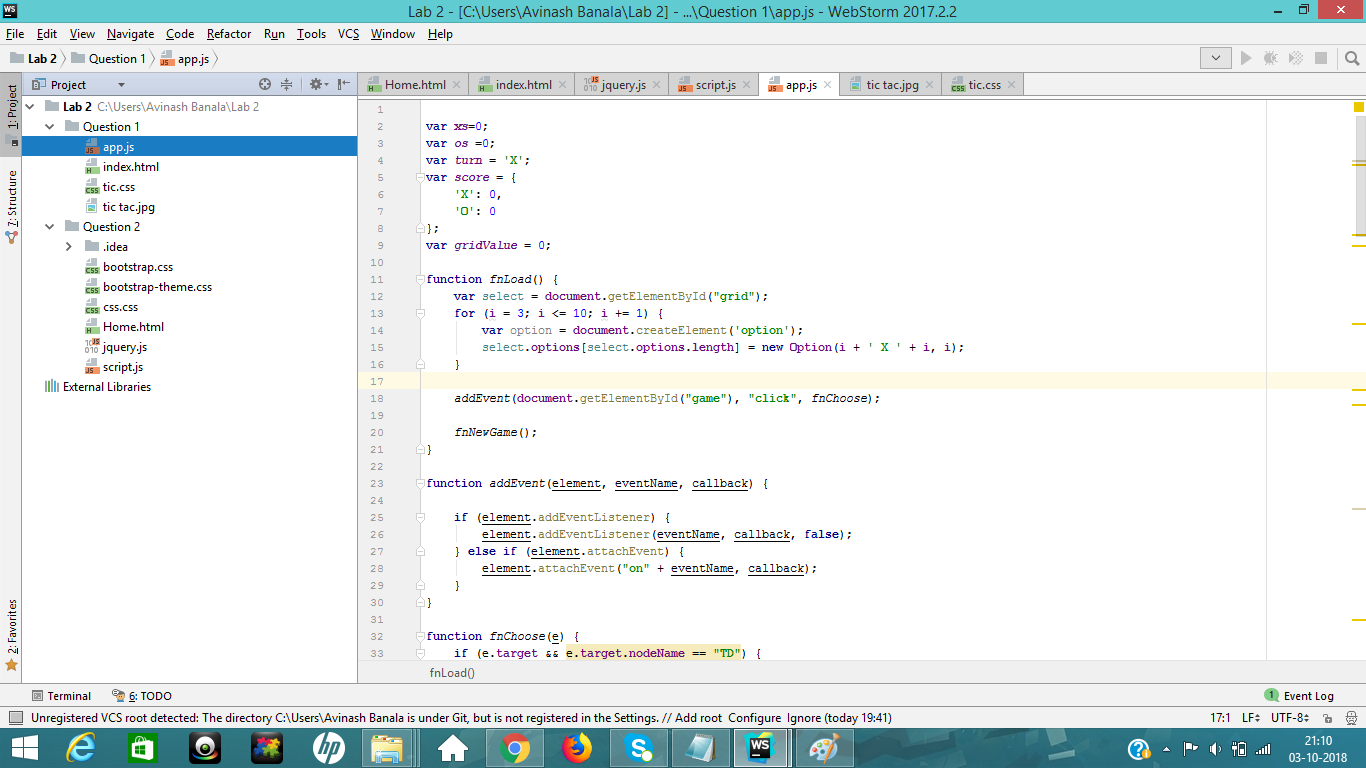 WS
Lab 2 - [C:\Users\Avinash Banala\Lab 2] - ...\Question 1\app.js - WebStorm 2017.2.2
File Edit View Navigate Code Refactor Run Tools VCS Window Help
Lab 2 Question 1 app.js
1: Project
7: Structure
2: Favorites
Project
Lab 2 C:\Users\Avinash Banala\Lab 2
Question 1
app.js
index.html
tic.css
tic tac.jpg
Question 2
.idea
bootstrap.css
bootstrap-theme.css
css.css
Home.html
jquery.js
script.js
External Libraries
Home.html index.html jquery.js script.js app.js tic tac.jpg tic.css
1
2 var xs=0;
3 var os =0;
4 var turn = 'X';
5 var score = {
6 'X': 0,
7 'O': 0
8 };
9 var gridValue = 0;
10
11 function fnLoad() {
12 var select = document.getElementById("grid");
13 for (i = 3; i <= 10; i += 1) {
14 var option = document.createElement('option');
15 select.options[select.options.length] = new Option(i + ' X ' + i, i);
16 }
17
18 addEvent(document.getElementById("game"), "click", fnChoose);
19
20 fnNewGame();
21 }
22
23 function addEvent(element, eventName, callback) {
24
25 if (element.addEventListener) {
26 element.addEventListener(eventName, callback, false);
27 } else if (element.attachEvent) {
28 element.attachEvent("on" + eventName, callback);
29 }
30 }
31
32 function fnChoose(e) {
33 if (e.target && e.target.nodeName == "TD") {
fnLoad()
Terminal 6: TODO 1 Event Log
Unregistered VCS root detected: The directory C:\Users\Avinash Banala is under Git, but is not registered in the Settings. // Add root Configure Ignore (today 19:41) 17:1 LF UTF-8
hp S WS ? 21:10
03-10-2018